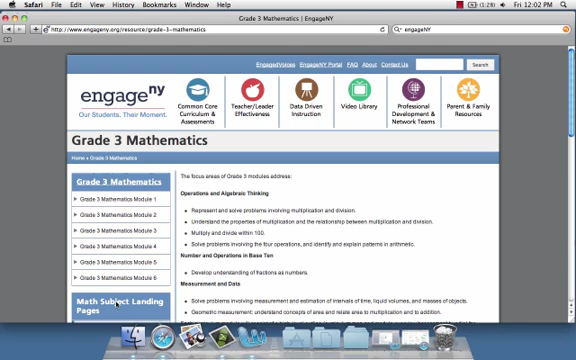 Safari File Edit View History Bookmarks Window Help
(1:28) Fri 12:02 PM
Grade 3 Mathematics | EngageNY
http://www.engageny.org/resource/grade-3-mathematics
engageNY
EngagedVoices EngageNY Portal FAQ About Contact Us Search
engageny
Our Students. Their Moment.
Common Core Curriculum & Assessments
Teacher/Leader Effectiveness
Data Driven Instruction
Video Library
Professional Development & Network Teams
Parent & Family Resources
Grade 3 Mathematics
Home » Grade 3 Mathematics
Grade 3 Mathematics
Grade 3 Mathematics Module 1
Grade 3 Mathematics Module 2
Grade 3 Mathematics Module 3
Grade 3 Mathematics Module 4
Grade 3 Mathematics Module 5
Grade 3 Mathematics Module 6
Math Subject Landing
Pages
The focus areas of Grade 3 modules address:
Operations and Algebraic Thinking
Represent and solve problems involving multiplication and division.
Understand the properties of multiplication and the relationship between multiplication and division.
Multiply and divide within 100.
Solve problems involving the four operations, and identify and explain patterns in arithmetic.
Number and Operations in Base Ten
Develop understanding of fractions as numbers.
Measurement and Data
Solve problems involving measurement and estimation of intervals of time, liquid volumes, and masses of objects.
Geometric measurement: understand concepts of area and relate area to multiplication and to addition.